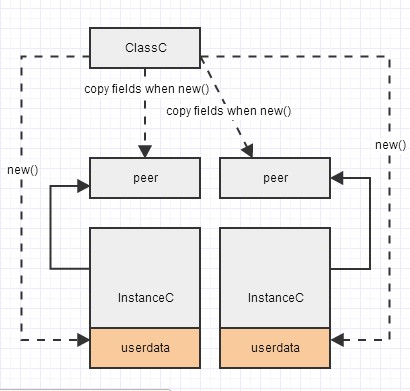 ClassC
copy fields when new()
copy fields when new()
new()
new()
peer
peer
InstanceC
InstanceC
userdata
userdata